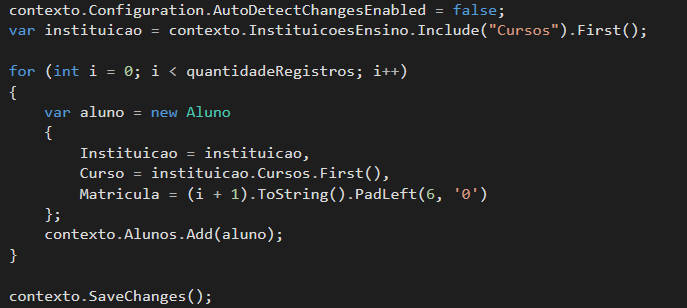 contexto.Configuration.AutoDetectChangesEnabled = false;
var instituicao = contexto.InstituicoesEnsino.Include("Cursos").First();

for (int i = 0; i < quantidadeRegistros; i++)
{
    var aluno = new Aluno
    {
        Instituicao = instituicao,
        Curso = instituicao.Cursos.First(),
        Matricula = (i + 1).ToString().PadLeft(6, '0')
    };
    contexto.Alunos.Add(aluno);
}

contexto.SaveChanges();